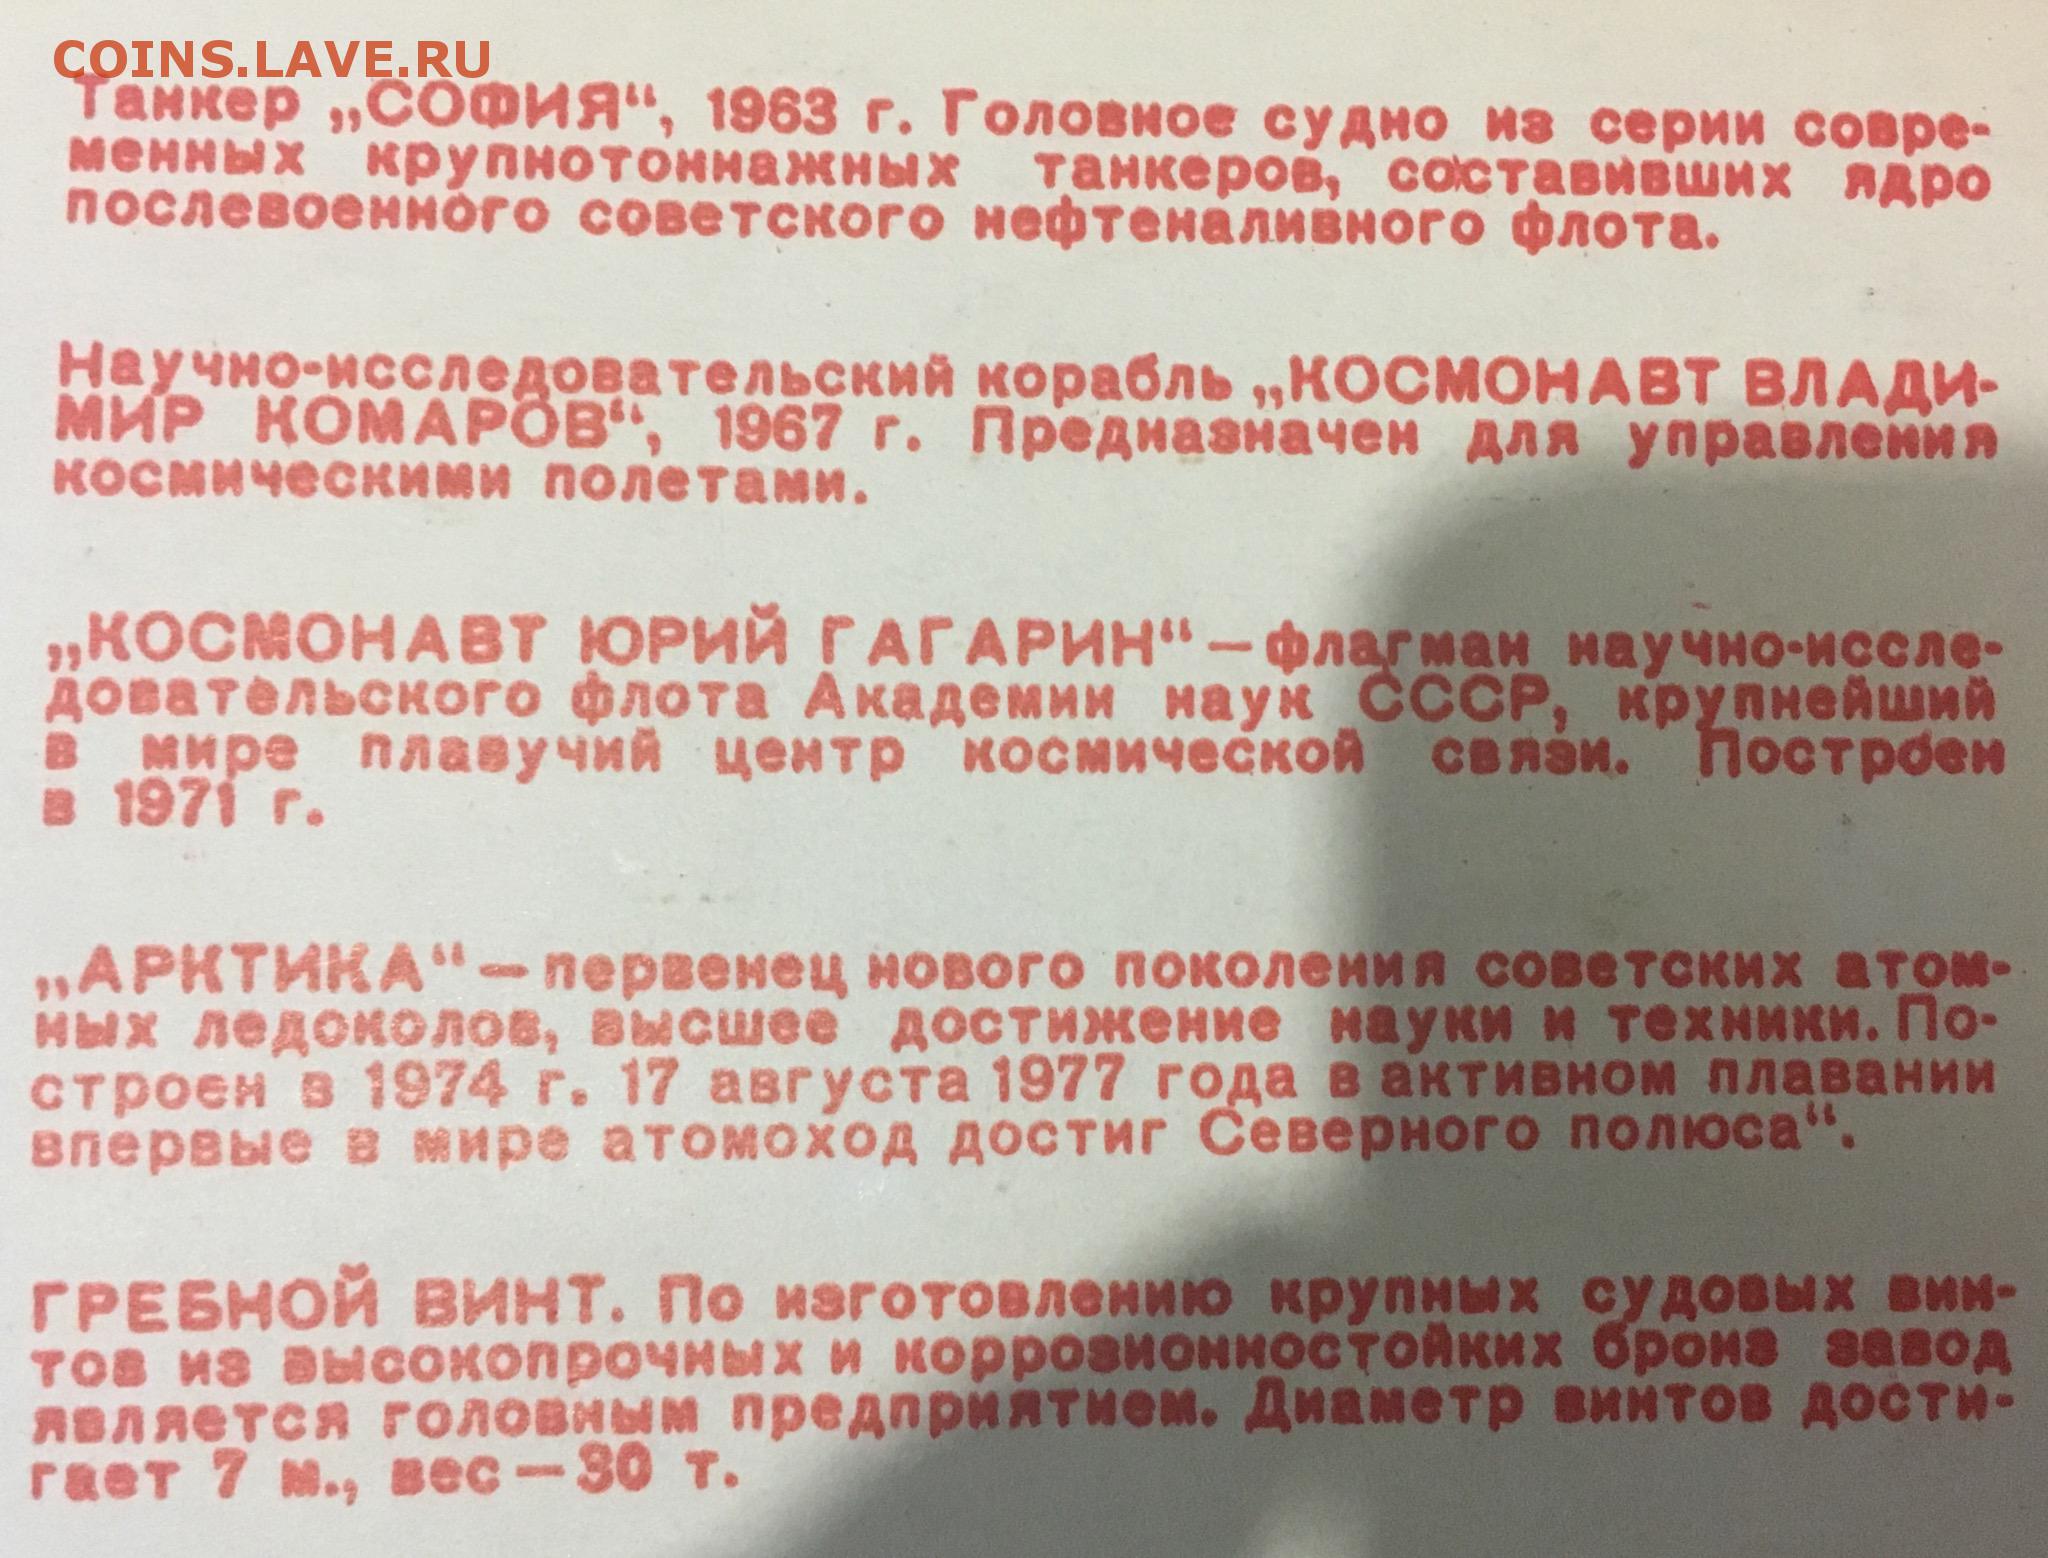 COINS.LAVE.RU
Танкер „СОФИЯ“, 1963 г. Головное судно из серии совре-
менных крупнотоннажных танкеров, составивших ядро
послевоенного советского нефтеналивного флота.
Научно-исследовательский корабль „КОСМОНАВТ ВЛАДИ-
МИР КОМАРОВ“, 1967 г. Предназначен для управления
космическими полетами.
„КОСМОНАВТ ЮРИЙ ГАГАРИН“ — флагман научно-иссле-
довательского флота Академии наук СССР, крупнейший
в мире плавучий центр космической связи. Построен
в 1971 г.
„АРКТИКА“ — первенец нового поколения советских атом-
ных ледоколов, высшее достижение науки и техники. По-
строен в 1974 г. 17 августа 1977 года в активном плавании
впервые в мире атомоход достиг Северного полюса“.
ГРЕБНОЙ ВИНТ. По изготовлению крупных судовых вин-
тов из высокопрочных и коррозионностойких бронз завод
является головным предприятием. Диаметр винтов дости-
гает 7 м., вес — 30 т.